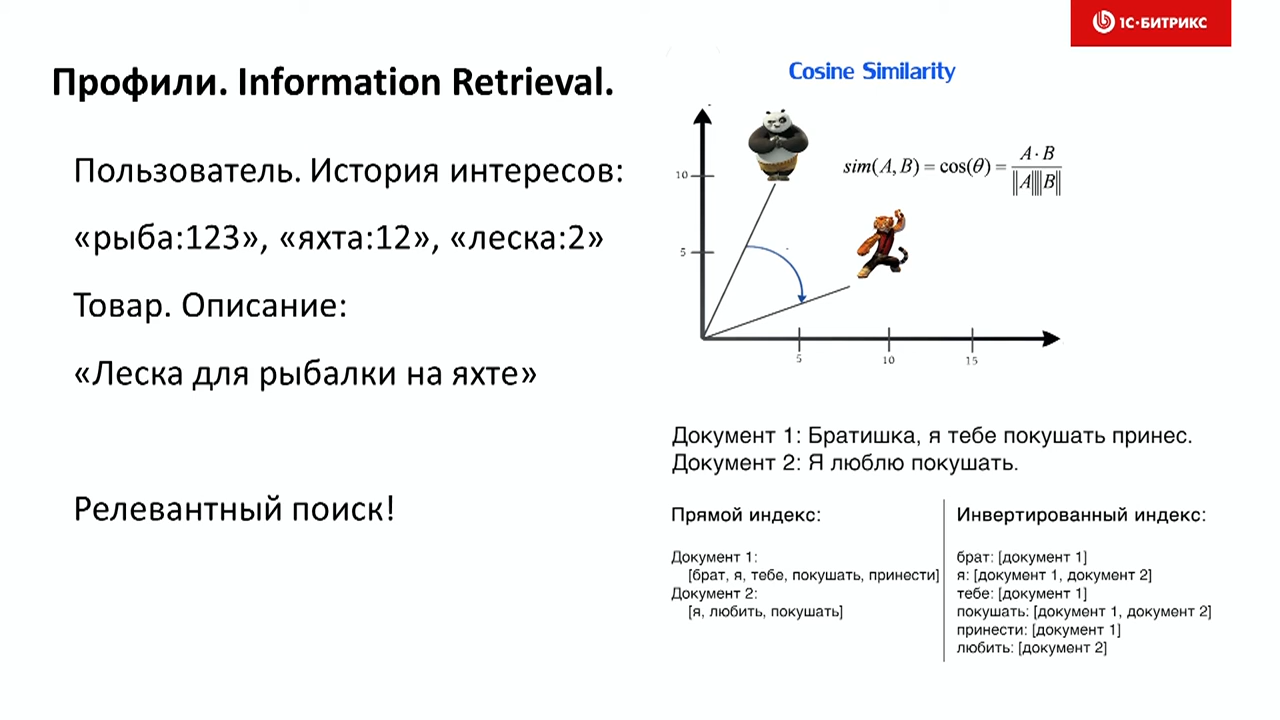 1С·БИТРИКС
Профили. Information Retrieval.
Пользователь. История интересов:
«рыба:123», «яхта:12», «леска:2»
Товар. Описание:
«Леска для рыбалки на яхте»
Релевантный поиск!
Cosine Similarity
sim(A, B) = cos(θ) = A · B / ||A||||B||
10
5
5 10 15
Документ 1: Братишка, я тебе покушать принес.
Документ 2: Я люблю покушать.
Прямой индекс:
Документ 1:
[брат, я, тебе, покушать, принести]
Документ 2:
[я, любить, покушать]
Инвертированный индекс:
брат: [документ 1]
я: [документ 1, документ 2]
тебе: [документ 1]
покушать: [документ 1, документ 2]
принести: [документ 1]
любить: [документ 2]